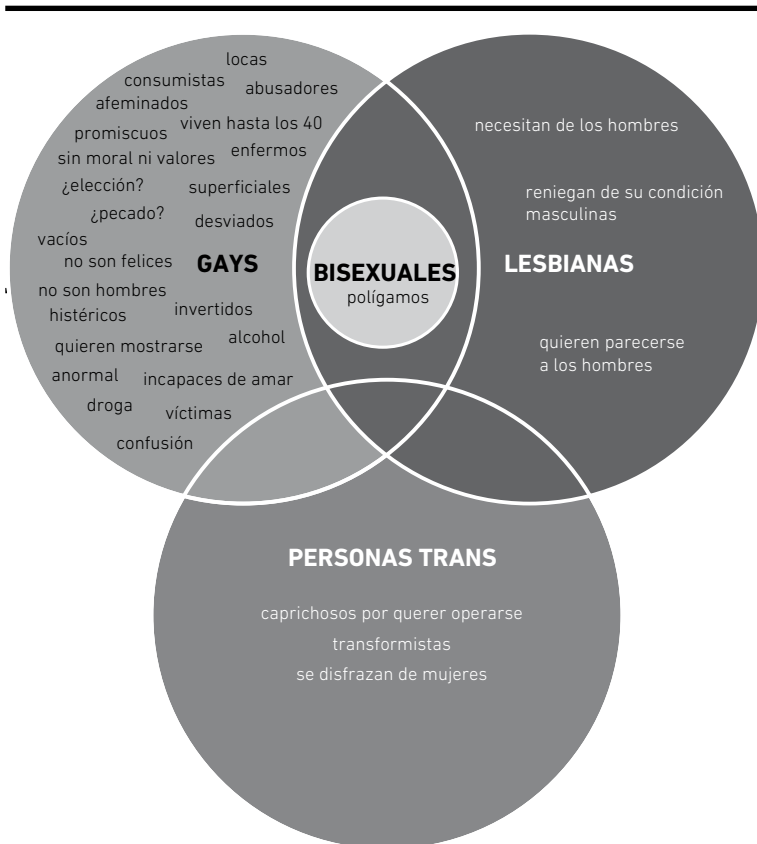 locas
consumistas
abusadores
afeminados
viven hasta los 40
promiscuos
enfermos
sin moral ni valores
¿elección?
superficiales
¿pecado?
desviados
vacíos
no son felices
GAYS
no son hombres
histéricos
invertidos
alcohol
quieren mostrarse
anormal
incapaces de amar
droga
víctimas
confusión
BISEXUALES
polígamos
necesitan de los hombres
reniegan de su condición
masculinas
LESBIANAS
quieren parecerse
a los hombres
PERSONAS TRANS
caprichosos por querer operarse
transformistas
se disfrazan de mujeres